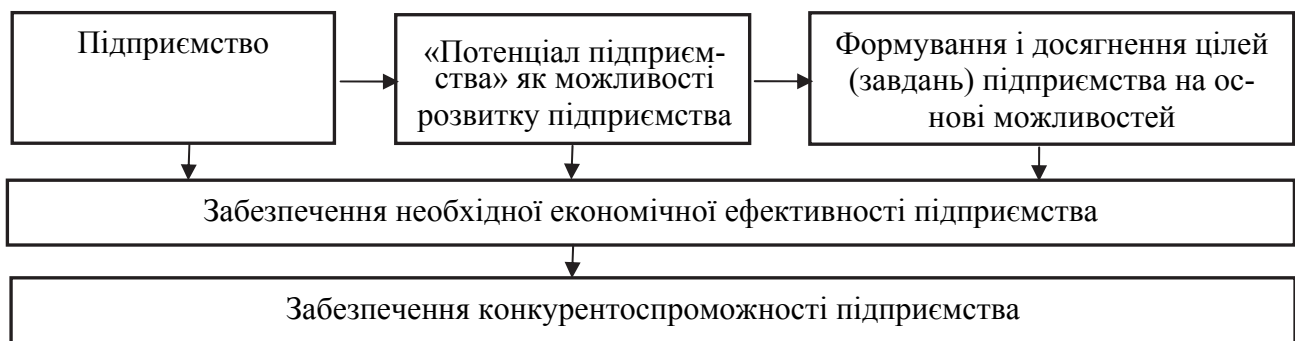 Підприємство
«Потенціал підприєм-
ства» як можливості
розвитку підприємства
Формування і досягнення цілей
(завдань) підприємства на ос-
нові можливостей
Забезпечення необхідної економічної ефективності підприємства
Забезпечення конкурентоспроможності підприємства